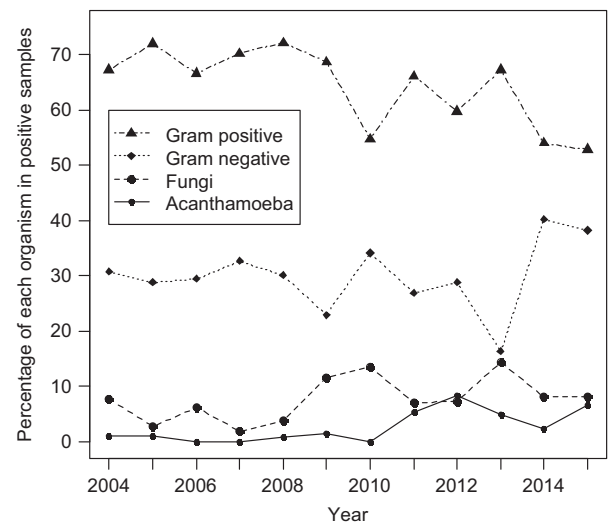 Percentage of each organism in positive samples
70
60
50
40
30
20
10
0
Gram positive
Gram negative
Fungi
Acanthamoeba
2004 2006 2008 2010 2012 2014
Year